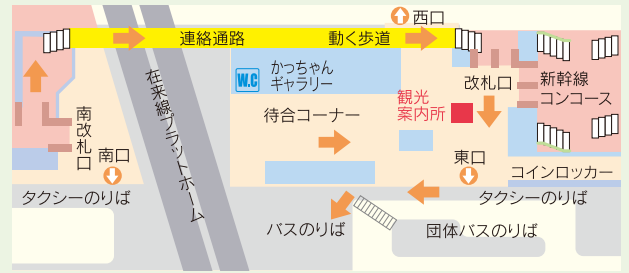 西口
連絡通路
動く歩道
W.C
かっちゃん
ギャラリー
在来線プラットホーム
改札口
新幹線
コンコース
観光
案内所
待合コーナー
南改札口
南口
東口
コインロッカー
タクシーのりば
タクシーのりば
バスのりば
団体バスのりば